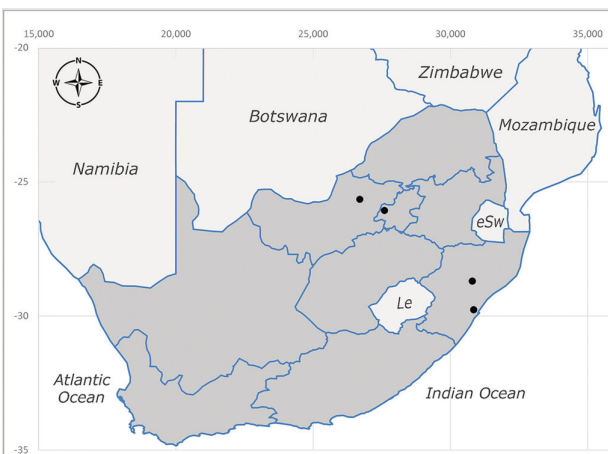 15,000 20,000 25,000 30,000 35,000
-20
N
W E
S
Zimbabwe
Botswana
Mozambique
Namibia
-25
eSw
Le
-30
Atlantic
Ocean
Indian Ocean
-35